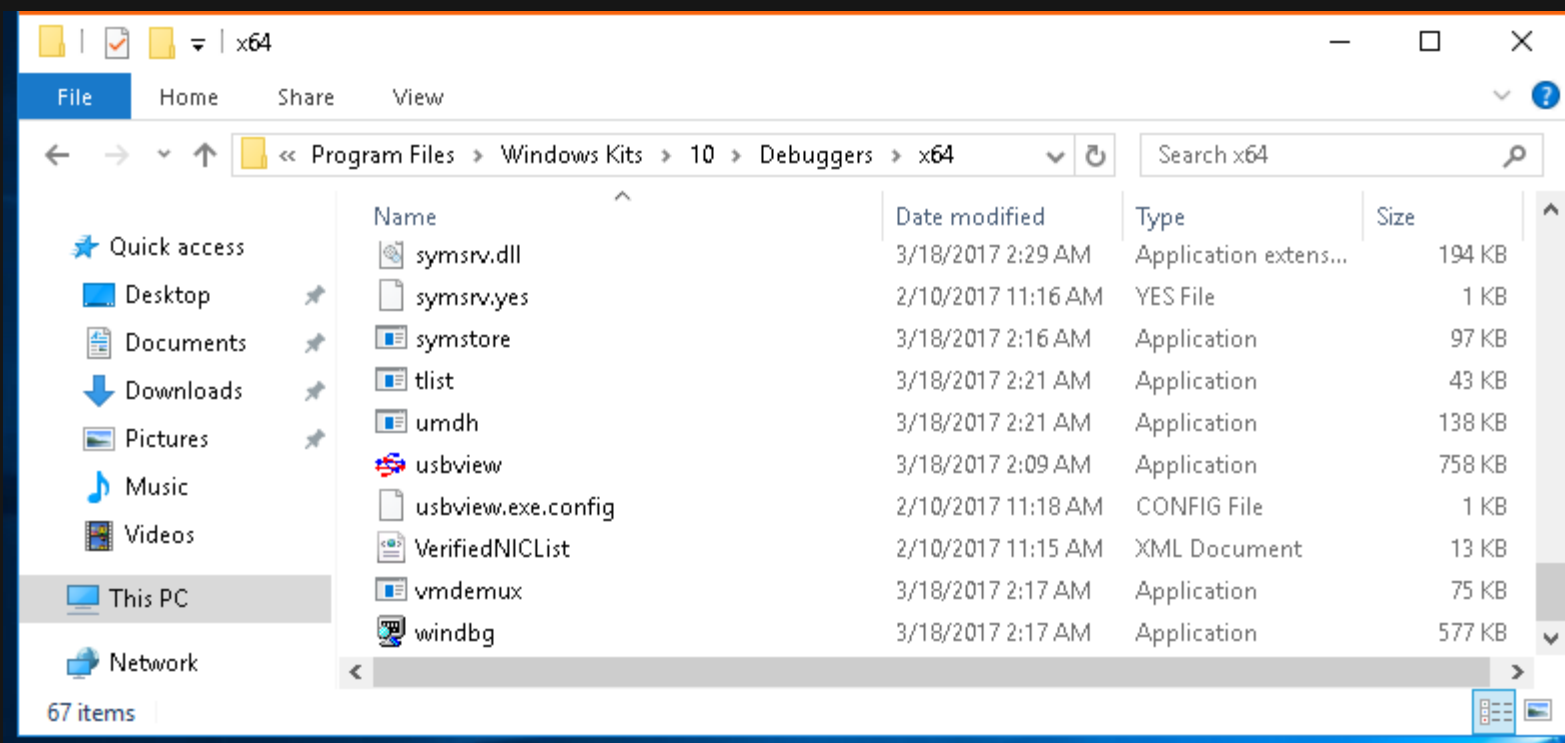 x64
File Home Share View
« Program Files > Windows Kits > 10 > Debuggers > x64 Search x64
Name Date modified Type Size
Quick access
Desktop
Documents
Downloads
Pictures
Music
Videos
This PC
Network
symsrv.dll 3/18/2017 2:29 AM Application extens... 194 KB
symsrv.yes 2/10/2017 11:16 AM YES File 1 KB
symstore 3/18/2017 2:16 AM Application 97 KB
tlist 3/18/2017 2:21 AM Application 43 KB
umdh 3/18/2017 2:21 AM Application 138 KB
usbview 3/18/2017 2:09 AM Application 758 KB
usbview.exe.config 2/10/2017 11:18 AM CONFIG File 1 KB
VerifiedNICList 2/10/2017 11:15 AM XML Document 13 KB
vmdemux 3/18/2017 2:17 AM Application 75 KB
windbg 3/18/2017 2:17 AM Application 577 KB
67 items